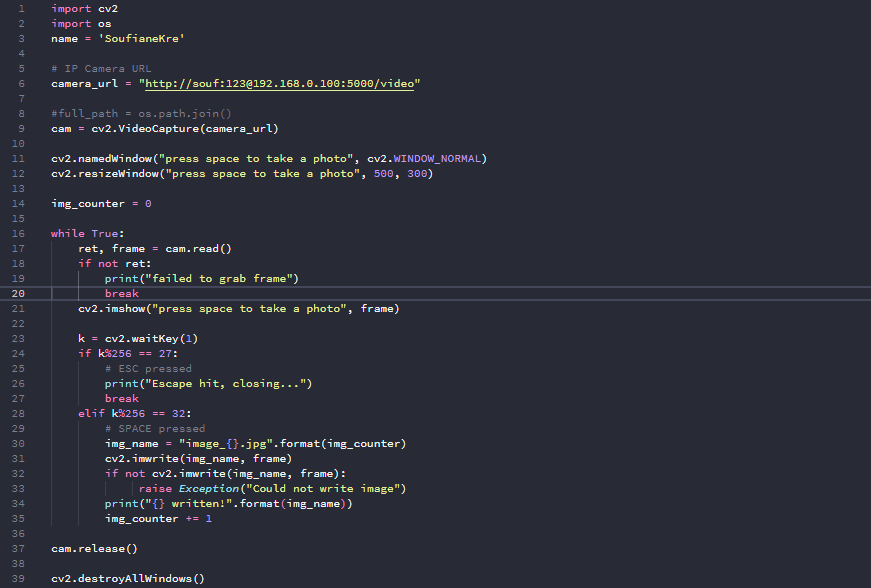 1 import cv2
2 import os
3 name = 'SoufianeKre'
4
5 # IP Camera URL
6 camera_url = "http://souf:123@192.168.0.100:5000/video"
7
8 #full_path = os.path.join()
9 cam = cv2.VideoCapture(camera_url)
10
11 cv2.namedWindow("press space to take a photo", cv2.WINDOW_NORMAL)
12 cv2.resizeWindow("press space to take a photo", 500, 300)
13
14 img_counter = 0
15
16 while True:
17     ret, frame = cam.read()
18     if not ret:
19         print("failed to grab frame")
20         break
21     cv2.imshow("press space to take a photo", frame)
22
23     k = cv2.waitKey(1)
24     if k%256 == 27:
25         # ESC pressed
26         print("Escape hit, closing...")
27         break
28     elif k%256 == 32:
29         # SPACE pressed
30         img_name = "image_{}.jpg".format(img_counter)
31         cv2.imwrite(img_name, frame)
32         if not cv2.imwrite(img_name, frame):
33              raise Exception("Could not write image")
34         print("{} written!".format(img_name))
35         img_counter += 1
36
37 cam.release()
38
39 cv2.destroyAllWindows()